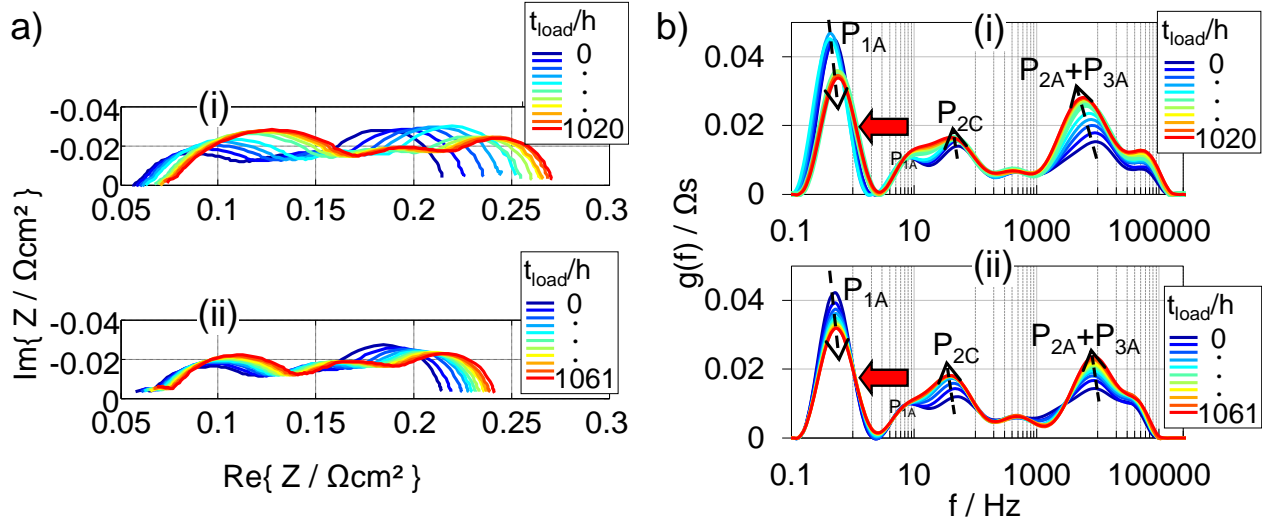 a)
t_load/h
0
.
.
.
1020
(i)
-0.04
-0.02
0
0.05 0.1 0.15 0.2 0.25 0.3
t_load/h
0
.
.
.
1061
(ii)
-0.04
-0.02
0
0.05 0.1 0.15 0.2 0.25 0.3
Im{ Z / Ωcm² }
Re{ Z / Ωcm² }
b)
(i)
t_load/h
0
.
.
.
1020
P_1A
P_2C
P_2A+P_3A
P_1A
0.04
0.02
0
0.1 10 1000 100000
(ii)
t_load/h
0
.
.
.
1061
P_1A
P_2C
P_2A+P_3A
P_1A
0.04
0.02
0
0.1 10 1000 100000
g(f) / Ωs
f / Hz